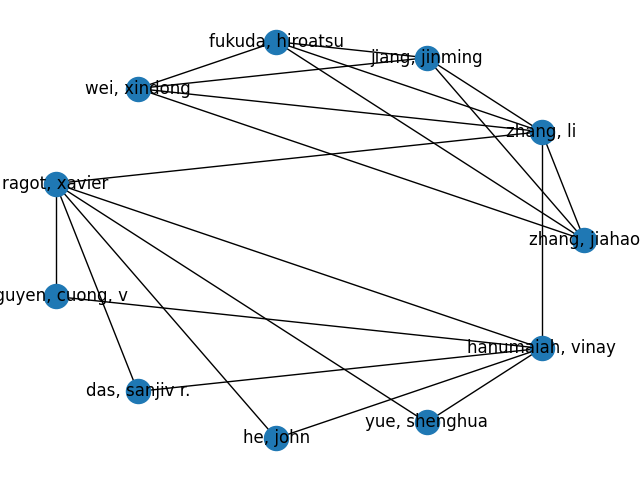 fukuda, hiroatsu
jiang, jinming
wei, xindong
zhang, li
ragot, xavier
zhang, jiahao
guyen, cuong, v
hanumaiah, vinay
das, sanjiv r.
yue, shenghua
he, john